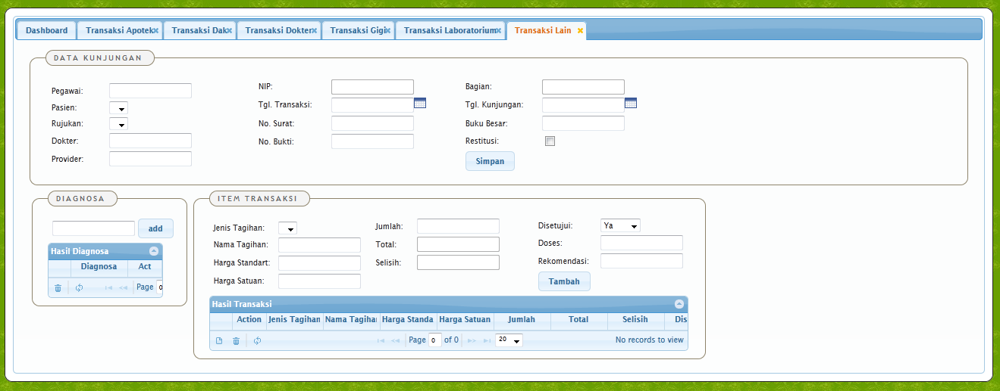 Dashboard Transaksi Apotek Transaksi Dak Transaksi Dokter Transaksi Gigi Transaksi Laboratorium Transaksi Lain
DATA KUNJUNGAN
Pegawai: NIP: Bagian:
Pasien: Tgl. Transaksi: Tgl. Kunjungan:
Rujukan: No. Surat: Buku Besar:
Dokter: No. Bukti: Restitusi:
Provider: Simpan
DIAGNOSA
add
Hasil Diagnosa
Diagnosa Act
Page 0
ITEM TRANSAKSI
Jenis Tagihan: Jumlah: Disetujui: Ya
Nama Tagihan: Total: Doses:
Harga Standart: Selisih: Rekomendasi:
Harga Satuan: Tambah
Hasil Transaksi
Action Jenis Tagihan Nama Tagihan Harga Standa Harga Satuan Jumlah Total Selisih Dis
Page 0 of 0 20 No records to view